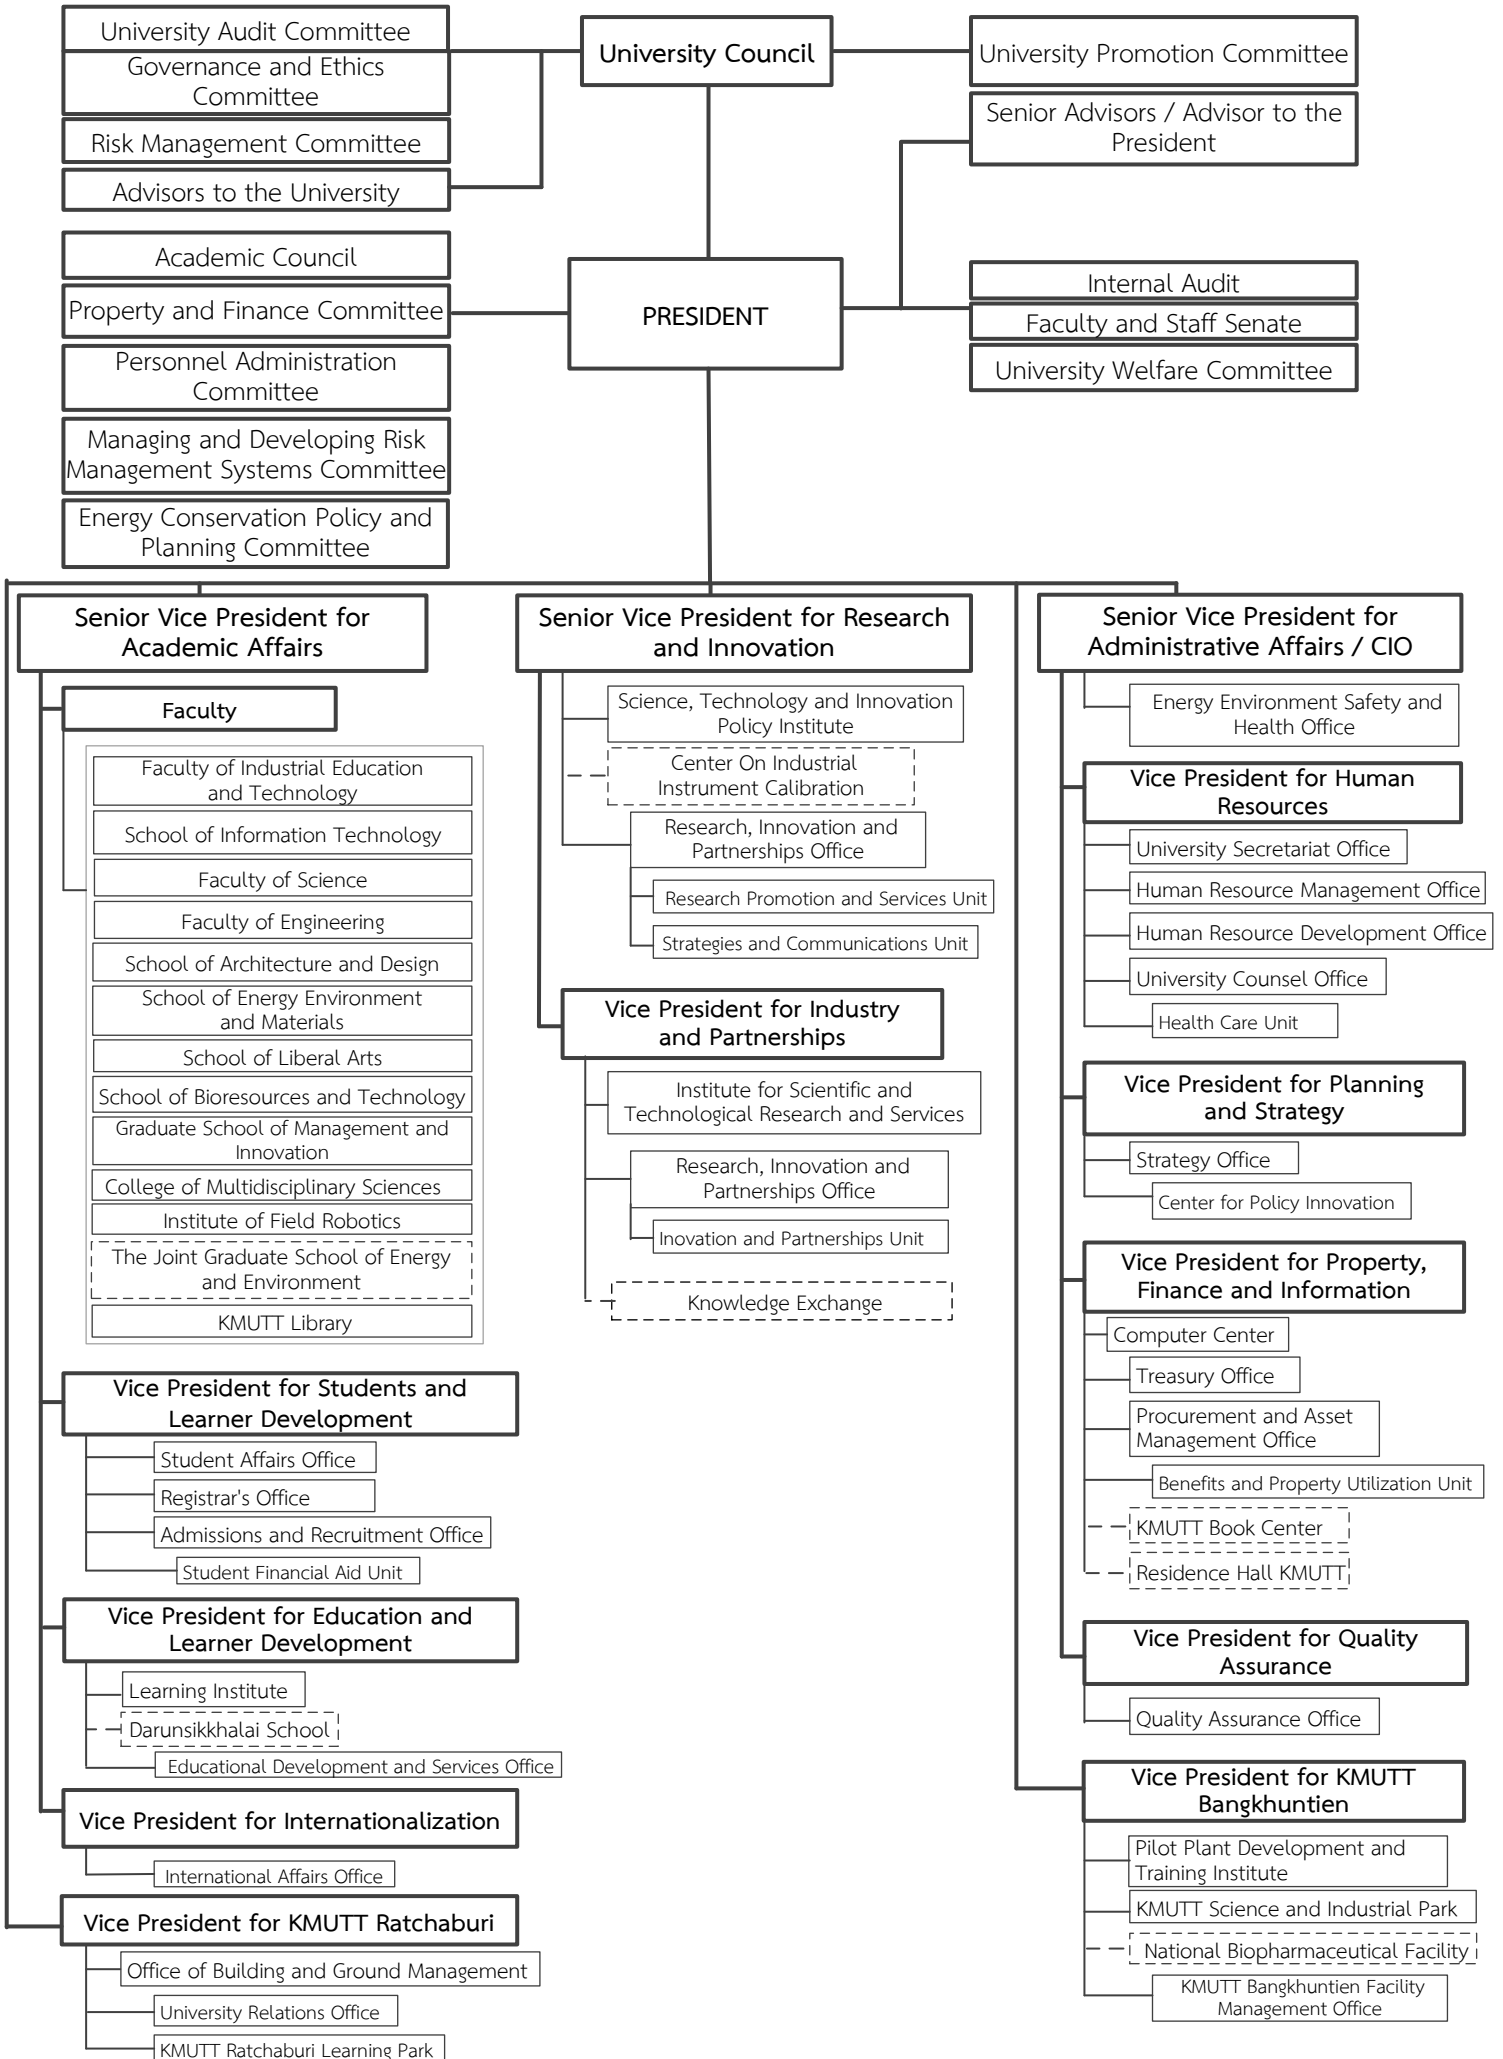 University Audit Committee
Governance and Ethics
Committee
Risk Management Committee
Advisors to the University
University Council
University Promotion Committee
Senior Advisors / Advisor to the
President
Academic Council
Property and Finance Committee
Personnel Administration
Committee
Managing and Developing Risk
Management Systems Committee
Energy Conservation Policy and
Planning Committee
PRESIDENT
Internal Audit
Faculty and Staff Senate
University Welfare Committee
Senior Vice President for
Academic Affairs
Faculty
Faculty of Industrial Education
and Technology
School of Information Technology
Faculty of Science
Faculty of Engineering
School of Architecture and Design
School of Energy Environment
and Materials
School of Liberal Arts
School of Bioresources and Technology
Graduate School of Management and
Innovation
College of Multidisciplinary Sciences
Institute of Field Robotics
The Joint Graduate School of Energy
and Environment
KMUTT Library
Vice President for Students and
Learner Development
Student Affairs Office
Registrar's Office
Admissions and Recruitment Office
Student Financial Aid Unit
Vice President for Education and
Learner Development
Learning Institute
Darunsikkhalai School
Educational Development and Services Office
Vice President for Internationalization
International Affairs Office
Vice President for KMUTT Ratchaburi
Office of Building and Ground Management
University Relations Office
KMUTT Ratchaburi Learning Park
Senior Vice President for Research
and Innovation
Science, Technology and Innovation
Policy Institute
Center On Industrial
Instrument Calibration
Research, Innovation and
Partnerships Office
Research Promotion and Services Unit
Strategies and Communications Unit
Vice President for Industry
and Partnerships
Institute for Scientific and
Technological Research and Services
Research, Innovation and
Partnerships Office
Inovation and Partnerships Unit
Knowledge Exchange
Senior Vice President for
Administrative Affairs / CIO
Energy Environment Safety and
Health Office
Vice President for Human
Resources
University Secretariat Office
Human Resource Management Office
Human Resource Development Office
University Counsel Office
Health Care Unit
Vice President for Planning
and Strategy
Strategy Office
Center for Policy Innovation
Vice President for Property,
Finance and Information
Computer Center
Treasury Office
Procurement and Asset
Management Office
Benefits and Property Utilization Unit
KMUTT Book Center
Residence Hall KMUTT
Vice President for Quality
Assurance
Quality Assurance Office
Vice President for KMUTT
Bangkhuntien
Pilot Plant Development and
Training Institute
KMUTT Science and Industrial Park
National Biopharmaceutical Facility
KMUTT Bangkhuntien Facility
Management Office